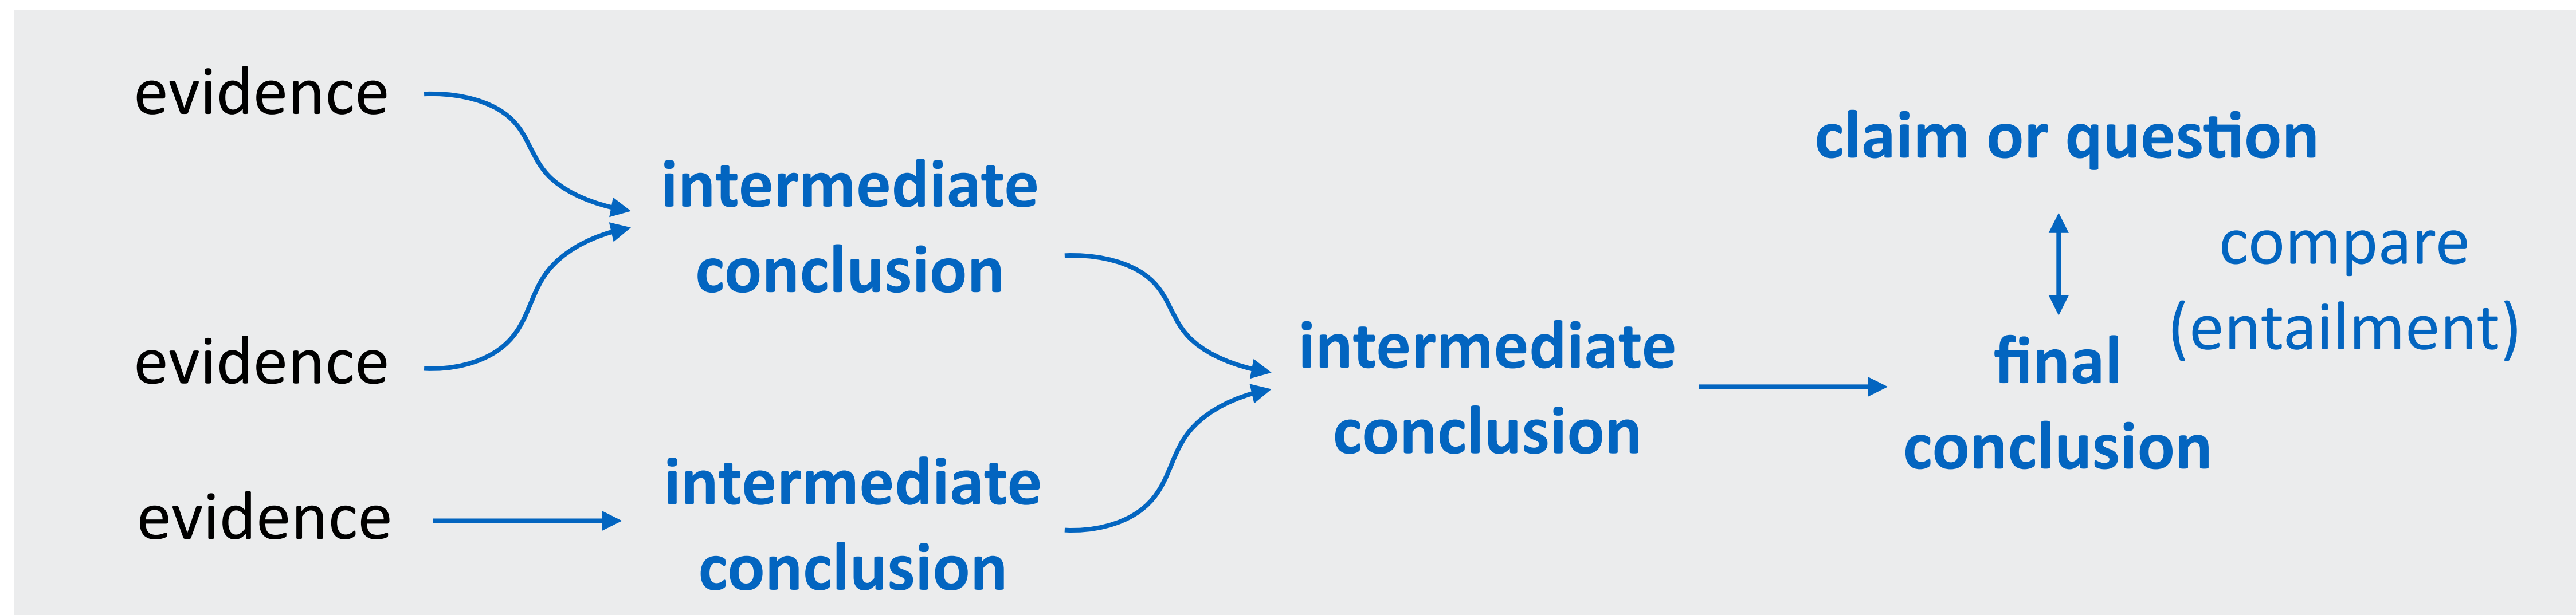 evidence
evidence
evidence
intermediate
conclusion
intermediate
conclusion
intermediate
conclusion
claim or question
compare
(entailment)
final
conclusion